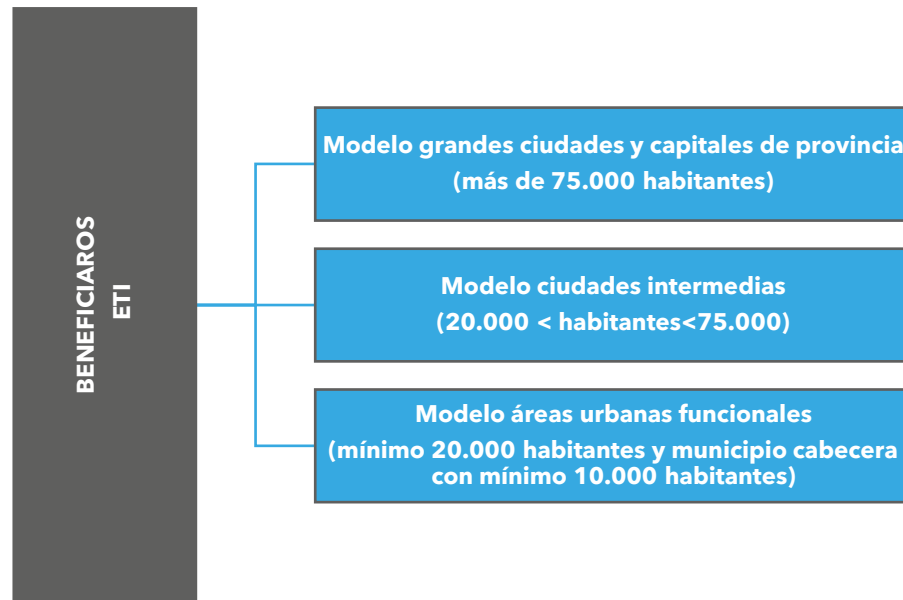 BENEFICIAROS
ETI
Modelo grandes ciudades y capitales de provincia
(más de 75.000 habitantes)
Modelo ciudades intermedias
(20.000 < habitantes<75.000)
Modelo áreas urbanas funcionales
(mínimo 20.000 habitantes y municipio cabecera
con mínimo 10.000 habitantes)